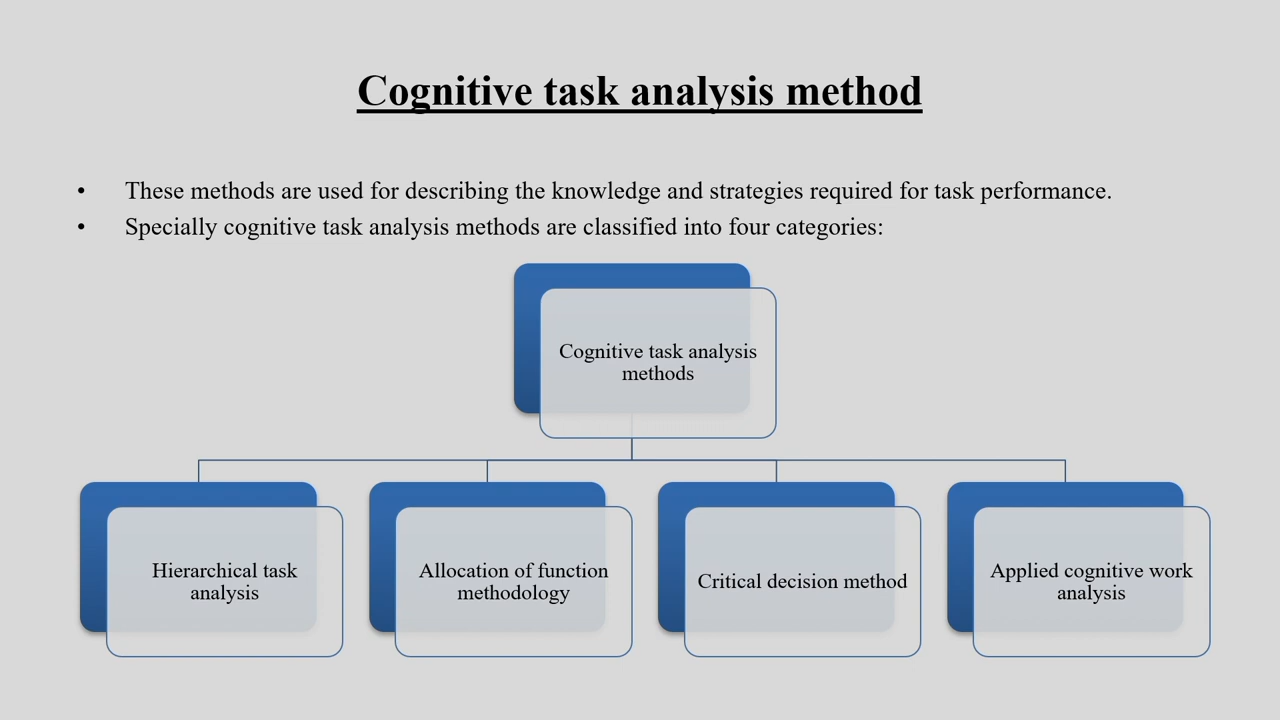 Cognitive task analysis method
• These methods are used for describing the knowledge and strategies required for task performance.
• Specially cognitive task analysis methods are classified into four categories:
Cognitive task analysis
methods
Hierarchical task
analysis
Allocation of function
methodology
Critical decision method
Applied cognitive work
analysis